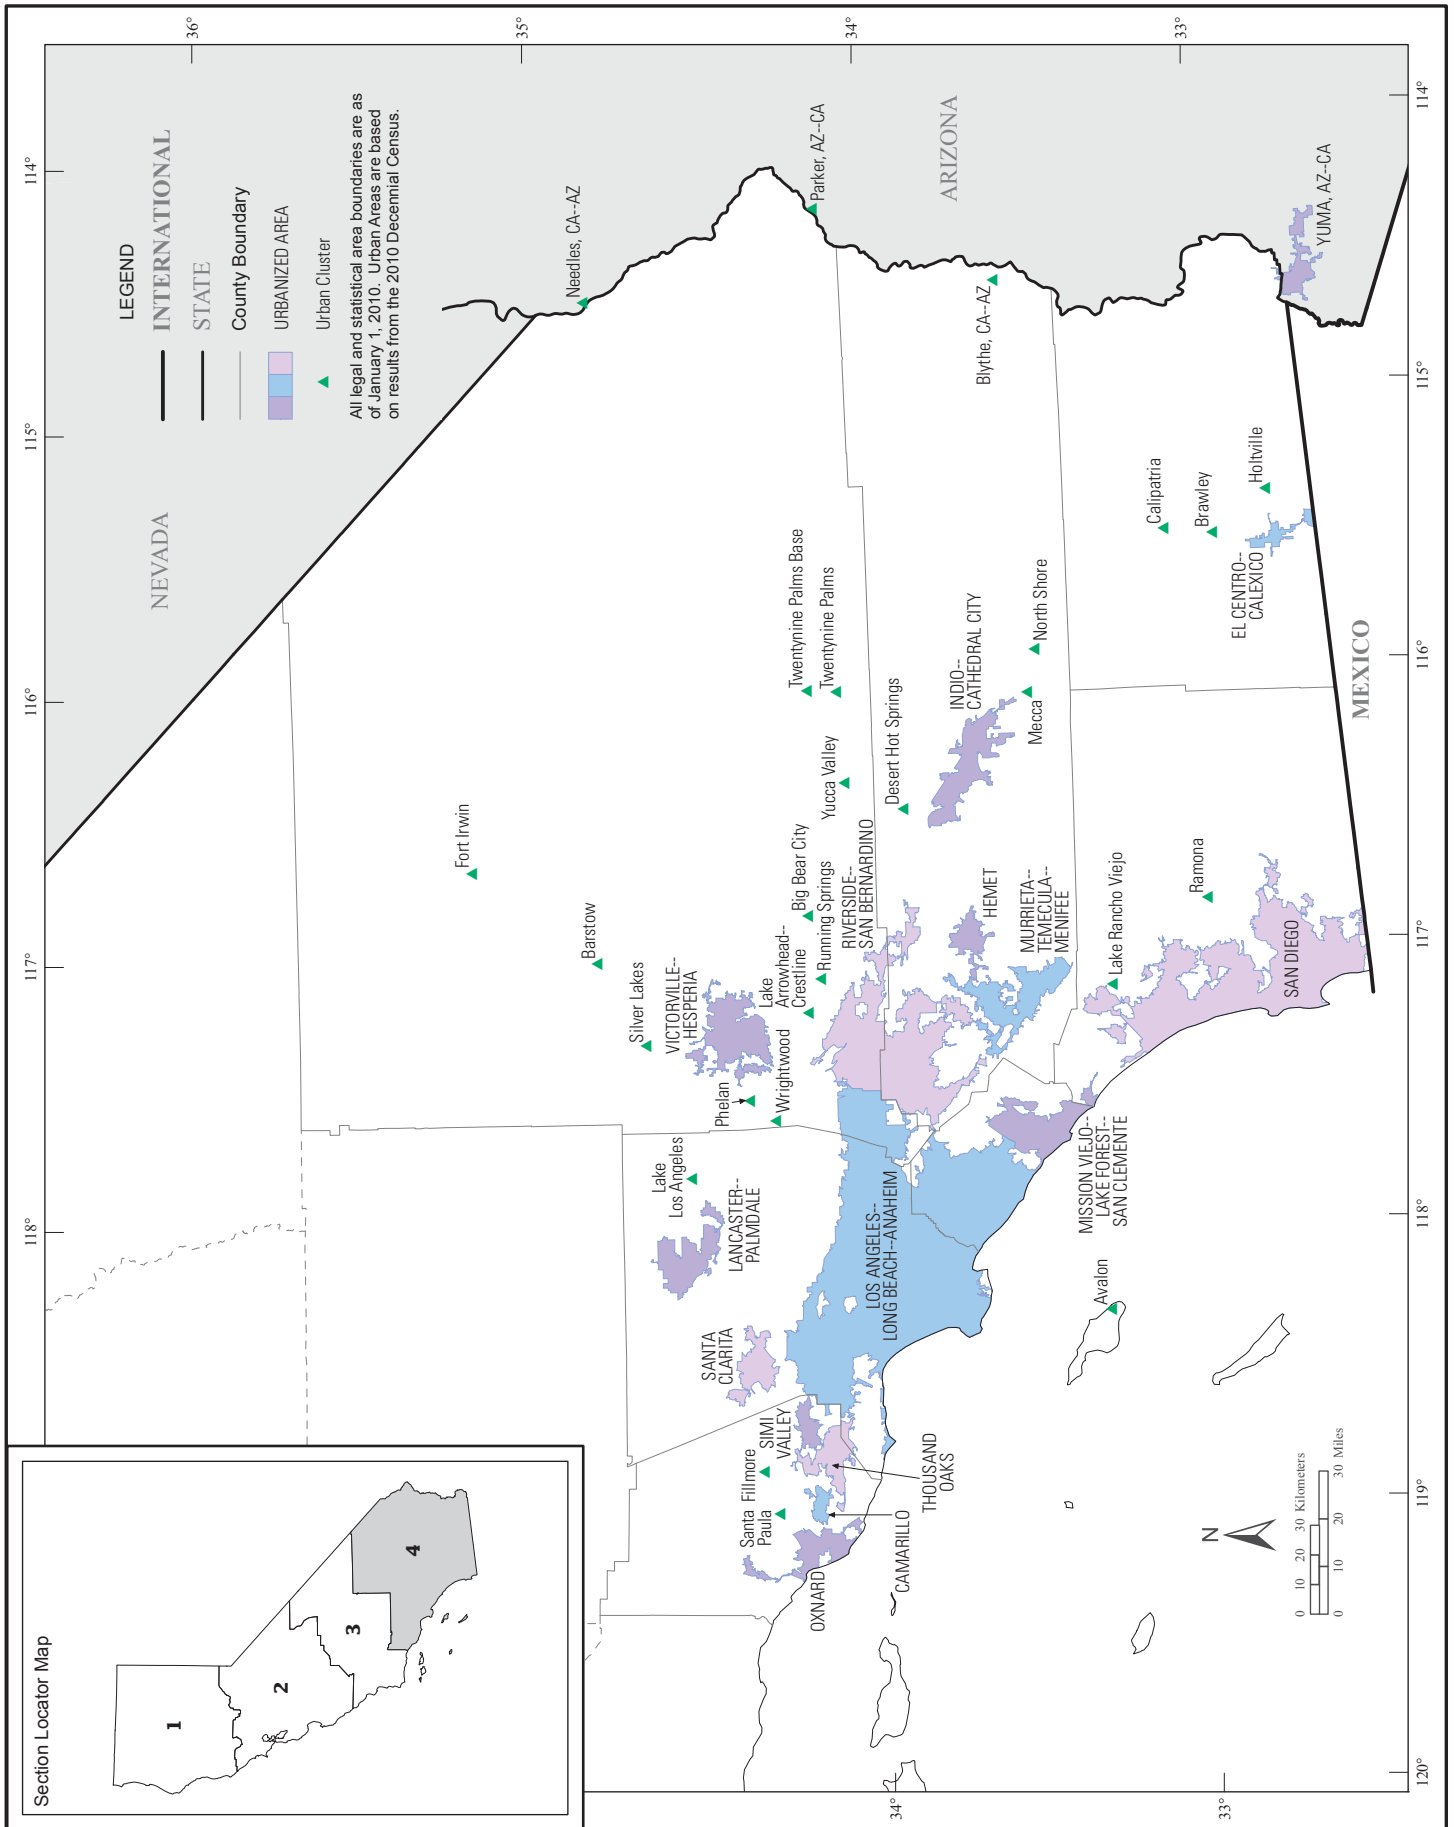 Section Locator Map
1
2
3
4
LEGEND
INTERNATIONAL
STATE
County Boundary
URBANIZED AREA
Urban Cluster
All legal and statistical area boundaries are as
of January 1, 2010. Urban Areas are based
on results from the 2010 Decennial Census.
118°
117°
116°
115°
114°
36°
35°
34°
33°
NEVADA
ARIZONA
MEXICO
Needles, CA--AZ
Parker, AZ--CA
Blythe, CA--AZ
YUMA, AZ--CA
Fort Irwin
Barstow
Silver Lakes
VICTORVILLE--
HESPERIA
Phelan
Wrightwood
Lake
Arrowhead--
Crestline
Running Springs
Big Bear City
Yucca Valley
Twentynine Palms Base
Twentynine Palms
Lake
Los Angeles
LANCASTER--
PALMDALE
SANTA
CLARITA
SIMI
VALLEY
Fillmore
Santa
Paula
OXNARD
CAMARILLO
THOUSAND
OAKS
LOS ANGELES--
LONG BEACH--ANAHEIM
RIVERSIDE--
SAN BERNARDINO
Desert Hot Springs
INDIO--
CATHEDRAL CITY
Mecca
North Shore
HEMET
MURRIETA--
TEMECULA--
MENIFEE
MISSION VIEJO--
LAKE FOREST--
SAN CLEMENTE
Avalon
Lake Rancho Viejo
Ramona
SAN DIEGO
Calipatria
Brawley
Holtville
EL CENTRO--
CALEXICO
N
0 10 20 30 Kilometers
0 10 20 30 Miles
34°
33°
120°
119°
118°
117°
116°
115°
114°